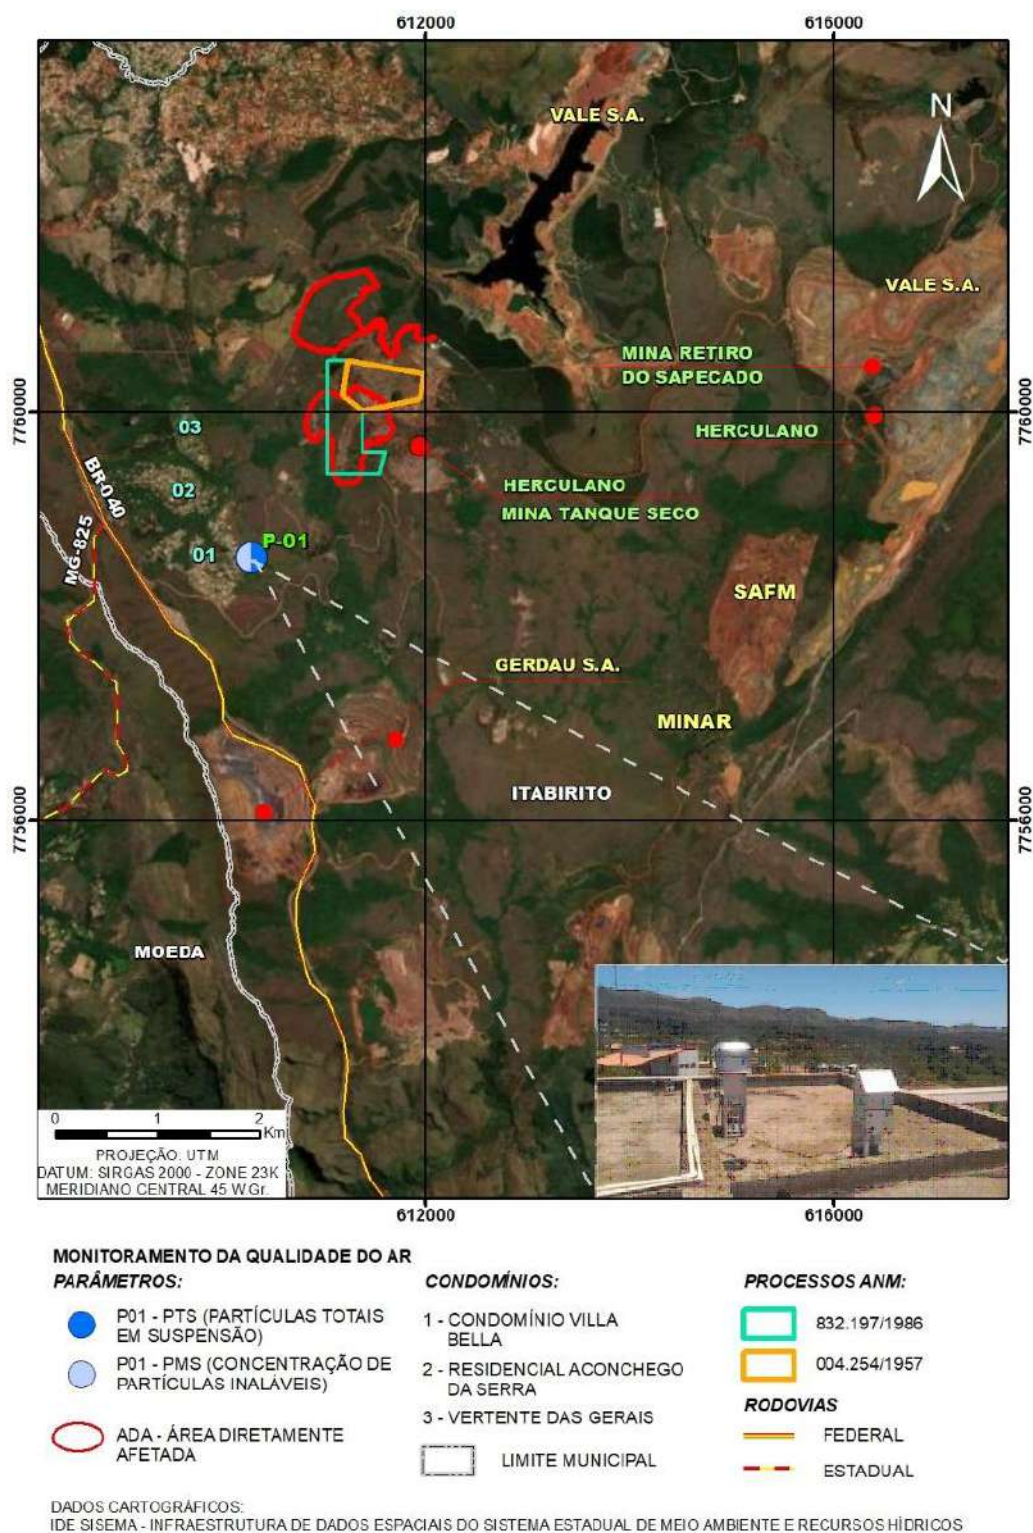 612000
616000
VALE S.A.
N
VALE S.A.
MINA RETIRO
DO SAPECADO
7760000
7760000
03
HERCULANO
BR-040
02
HERCULANO
MINA TANQUE SECO
MG-825
01
P-01
SAFM
GERDAU S.A.
MINAR
ITABIRITO
7756000
7756000
MOEDA
0 1 2
Km
PROJEÇÃO: UTM
DATUM: SIRGAS 2000 - ZONE 23K
MERIDIANO CENTRAL 45 W.Gr.
612000
616000
MONITORAMENTO DA QUALIDADE DO AR
PARÂMETROS:
P01 - PTS (PARTÍCULAS TOTAIS
EM SUSPENSÃO)
P01 - PMS (CONCENTRAÇÃO DE
PARTÍCULAS INALÁVEIS)
ADA - ÁREA DIRETAMENTE
AFETADA
CONDOMÍNIOS:
1 - CONDOMÍNIO VILLA
BELLA
2 - RESIDENCIAL ACONCHEGO
DA SERRA
3 - VERTENTE DAS GERAIS
LIMITE MUNICIPAL
PROCESSOS ANM:
832.197/1986
004.254/1957
RODOVIAS
FEDERAL
ESTADUAL
DADOS CARTOGRÁFICOS:
IDE SISEMA - INFRAESTRUTURA DE DADOS ESPACIAIS DO SISTEMA ESTADUAL DE MEIO AMBIENTE E RECURSOS HÍDRICOS